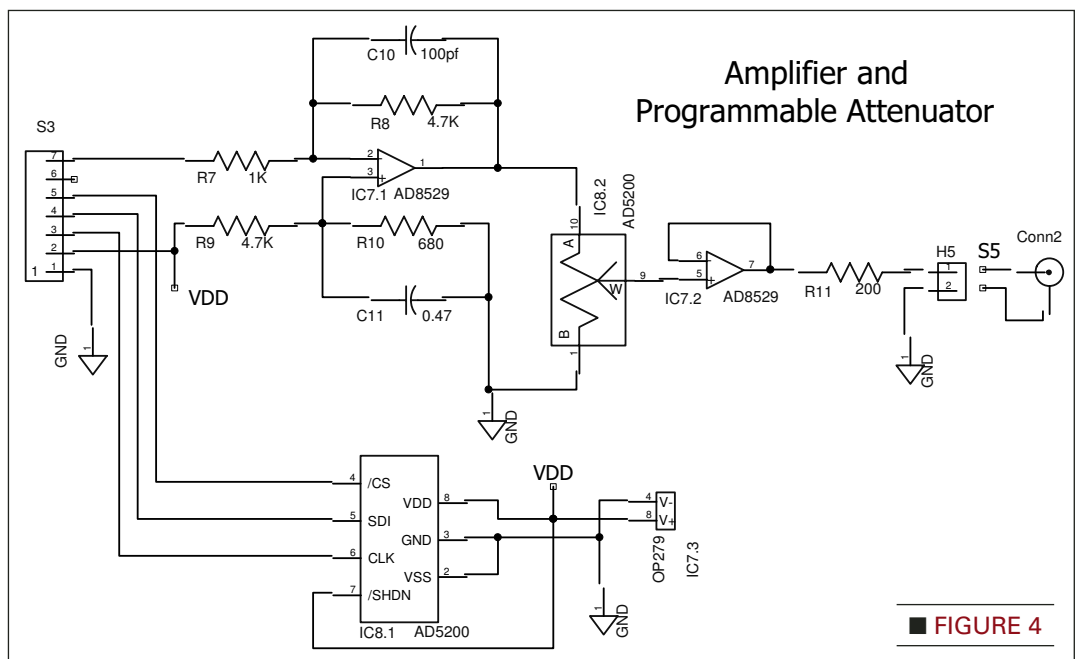 Amplifier and
Programmable Attenuator
C10
100pf
R8
4.7K
S3
7
6
5
4
3
2
1
R7
1K
2
3
1
IC7.1
AD8529
R9
4.7K
R10
680
VDD
C11
0.47
GND
1
IC8.2
AD5200
10
A
W
9
B
1
GND
1
6
5
7
IC7.2
AD8529
R11
200
H5
1
2
S5
Conn2
GND
1
VDD
4
/CS
5
SDI
6
CLK
7
/SHDN
VDD
8
GND
3
VSS
2
IC8.1
AD5200
4
V-
8
V+
OP279
IC7.3
GND
1
■ FIGURE 4